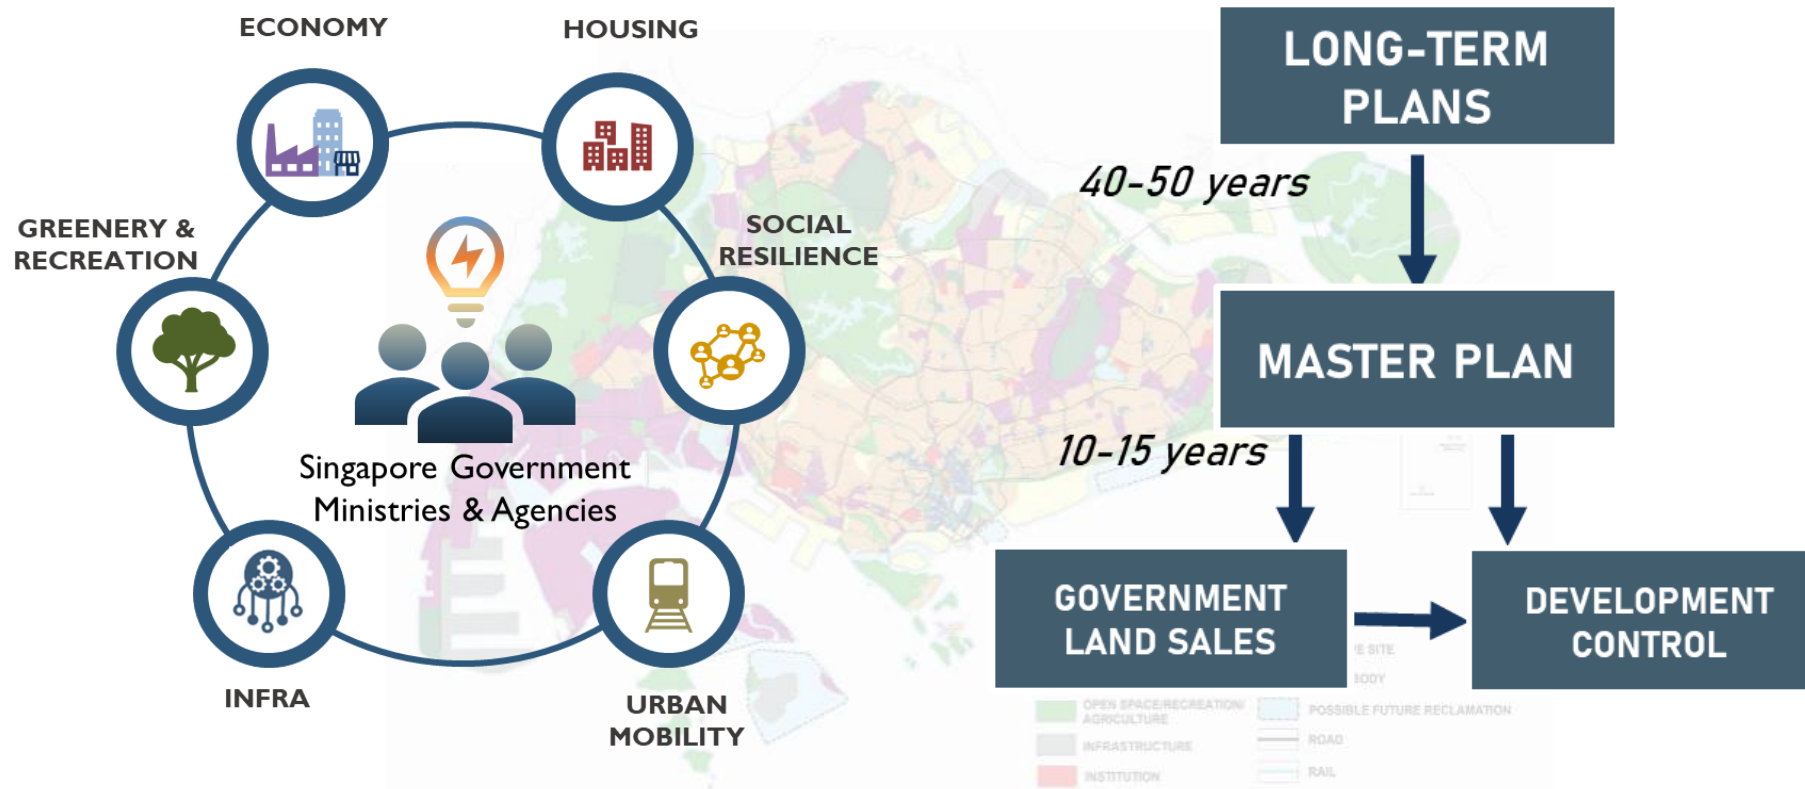 ECONOMY
HOUSING
GREENERY &
RECREATION
SOCIAL
RESILIENCE
Singapore Government
Ministries & Agencies
INFRA
URBAN
MOBILITY
LONG-TERM
PLANS
40-50 years
MASTER PLAN
10-15 years
GOVERNMENT
LAND SALES
DEVELOPMENT
CONTROL
E SITE
BODY
OPEN SPACE/RECREATION/
AGRICULTURE
POSSIBLE FUTURE RECLAMATION
INFRASTRUCTURE
ROAD
INSTITUTION
RAIL